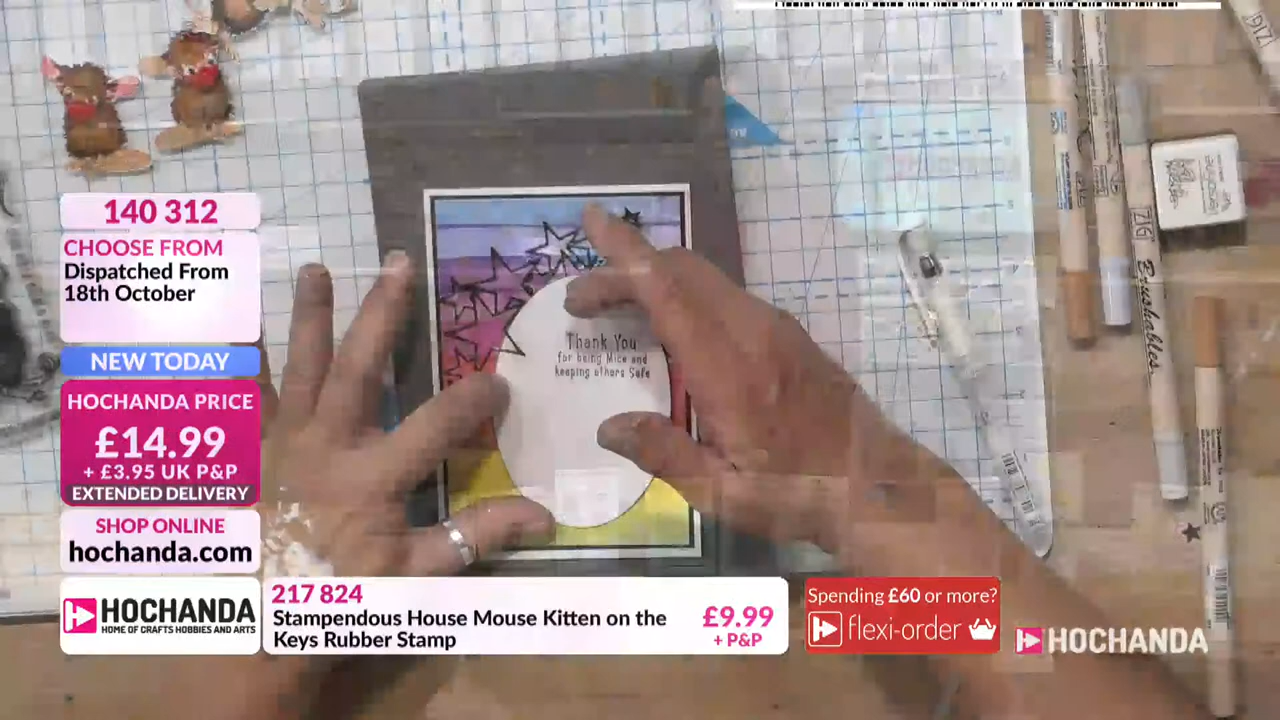 140 312
CHOOSE FROM
Dispatched From
18th October
NEW TODAY
HOCHANDA PRICE
£14.99
+ £3.95 UK P&P
EXTENDED DELIVERY
SHOP ONLINE
hochanda.com
HOCHANDA
HOME OF CRAFTS HOBBIES AND ARTS
217 824
Stampendous House Mouse Kitten on the
Keys Rubber Stamp
£9.99
+ P&P
Spending £60 or more?
flexi-order
HOCHANDA
Thank You
for being Mice and
keeping others Safe
ZIG
Brushables
ZIG